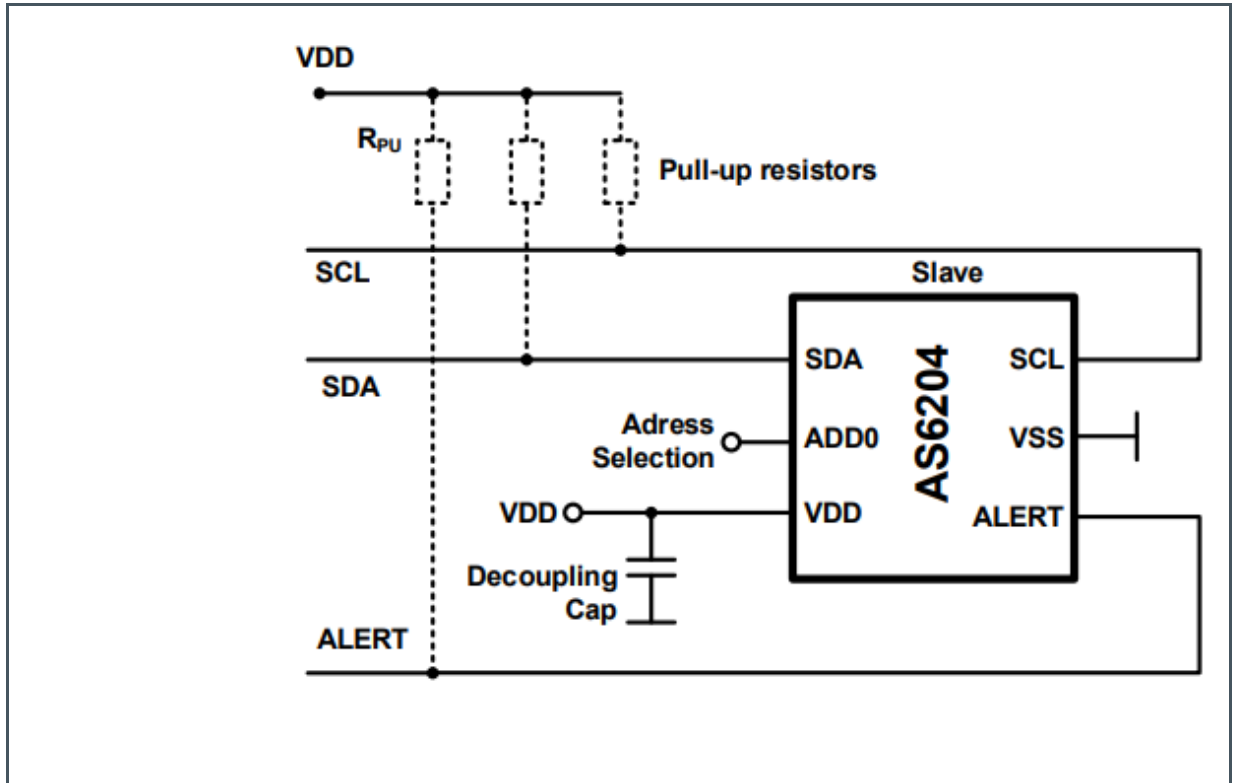 VDD
RPU
Pull-up resistors
SCL
Slave
SDA
SDA
SCL
AS6204
Adress
Selection
ADD0
VSS
VDD
VDD
ALERT
Decoupling
Cap
ALERT